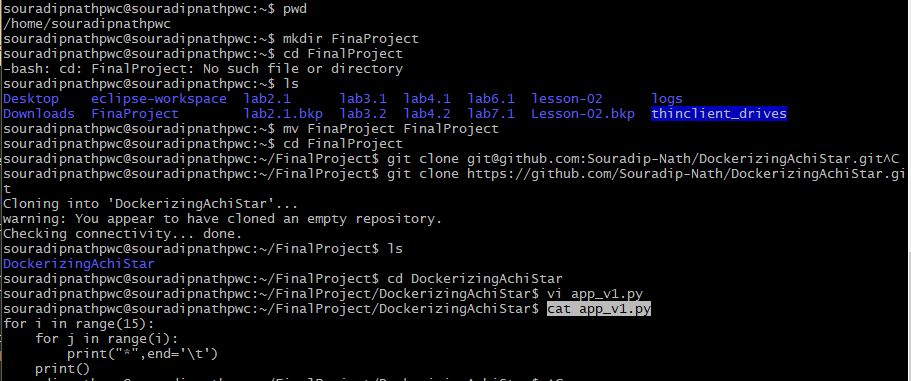 souradipnathpwc@souradipnathpwc:~$ pwd
/home/souradipnathpwc
souradipnathpwc@souradipnathpwc:~$ mkdir FinaProject
souradipnathpwc@souradipnathpwc:~$ cd FinalProject
-bash: cd: FinalProject: No such file or directory
souradipnathpwc@souradipnathpwc:~$ ls
Desktop    eclipse-workspace  lab2.1      lab3.1  lab4.1  lab6.1  lesson-02      logs
Downloads  FinaProject        lab2.1.bkp  lab3.2  lab4.2  lab7.1  Lesson-02.bkp  thinclient_drives
souradipnathpwc@souradipnathpwc:~$ mv FinaProject FinalProject
souradipnathpwc@souradipnathpwc:~$ cd FinalProject
souradipnathpwc@souradipnathpwc:~/FinalProject$ git clone git@github.com:Souradip-Nath/DockerizingAchiStar.git^C
souradipnathpwc@souradipnathpwc:~/FinalProject$ git clone https://github.com/Souradip-Nath/DockerizingAchiStar.gi
t
Cloning into 'DockerizingAchiStar'...
warning: You appear to have cloned an empty repository.
Checking connectivity... done.
souradipnathpwc@souradipnathpwc:~/FinalProject$ ls
DockerizingAchiStar
souradipnathpwc@souradipnathpwc:~/FinalProject$ cd DockerizingAchiStar
souradipnathpwc@souradipnathpwc:~/FinalProject/DockerizingAchiStar$ vi app_v1.py
souradipnathpwc@souradipnathpwc:~/FinalProject/DockerizingAchiStar$ cat app_v1.py
for i in range(15):
    for j in range(i):
        print("*",end='\t')
    print()
souradipnathpwc@souradipnathpwc:~/FinalProject/DockerizingAchiStar$ ^C